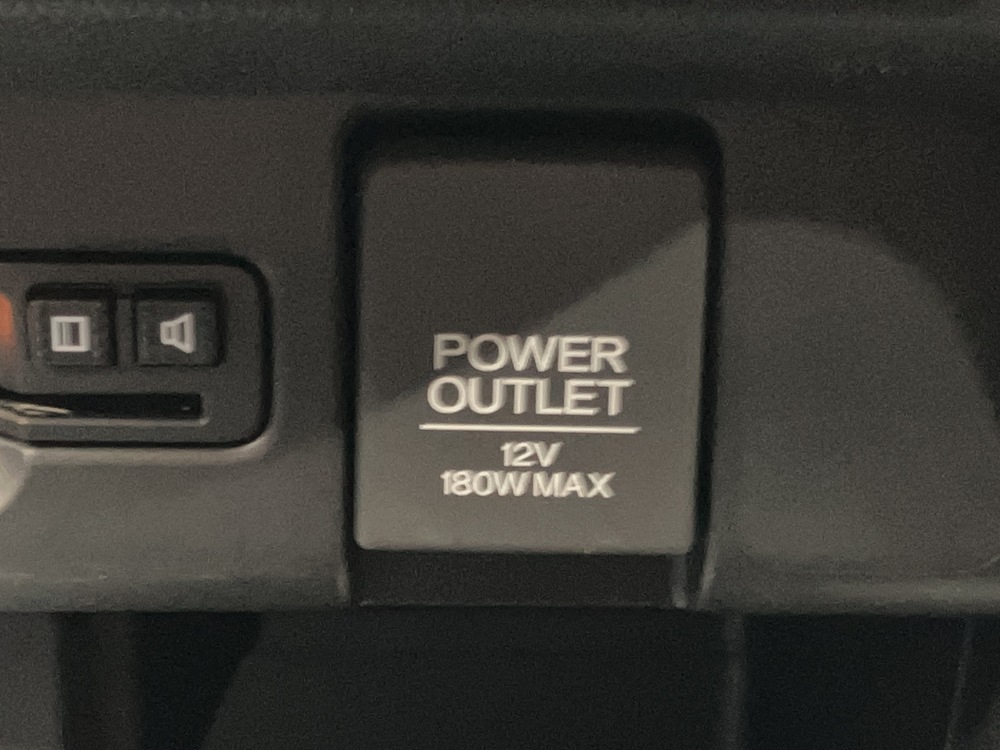 POWER
OUTLET
12V
180W MAX